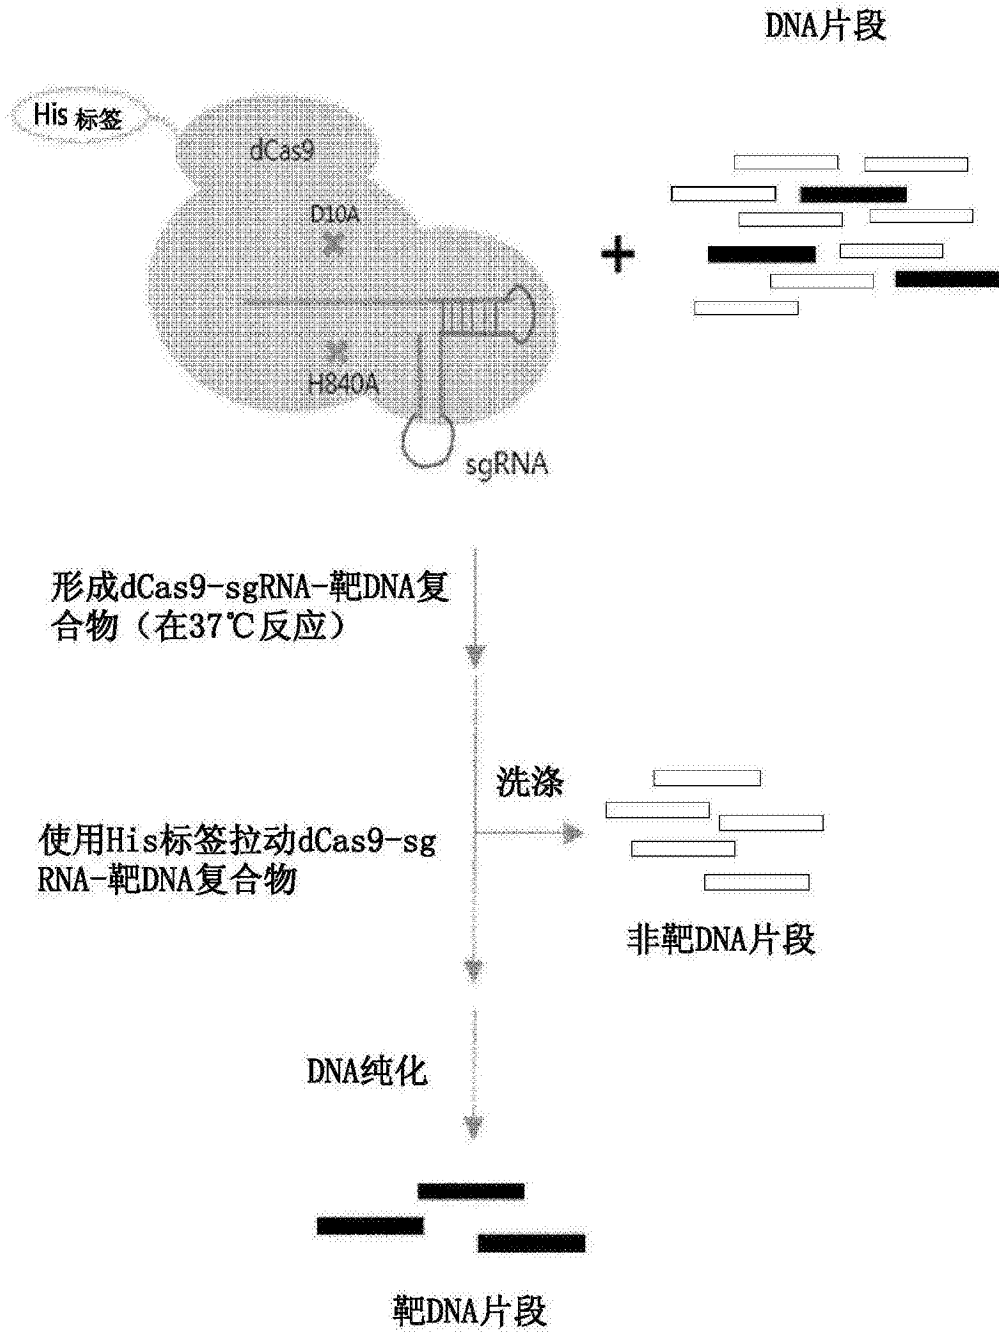 DNA片段
His 标签
dCas9
D10A
H840A
sgRNA
形成dCas9-sgRNA-靶DNA复
合物（在37℃反应）
洗涤
使用His标签拉动dCas9-sg
RNA-靶DNA复合物
非靶DNA片段
DNA纯化
靶DNA片段